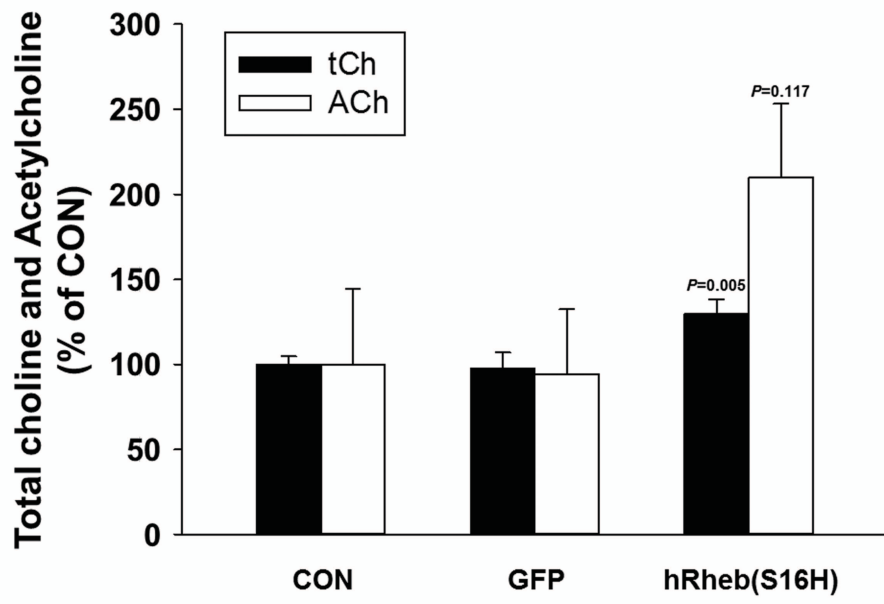 Total choline and Acetylcholine
(% of CON)
300
250
200
150
100
50
0
tCh
ACh
P=0.005
P=0.117
CON
GFP
hRheb(S16H)